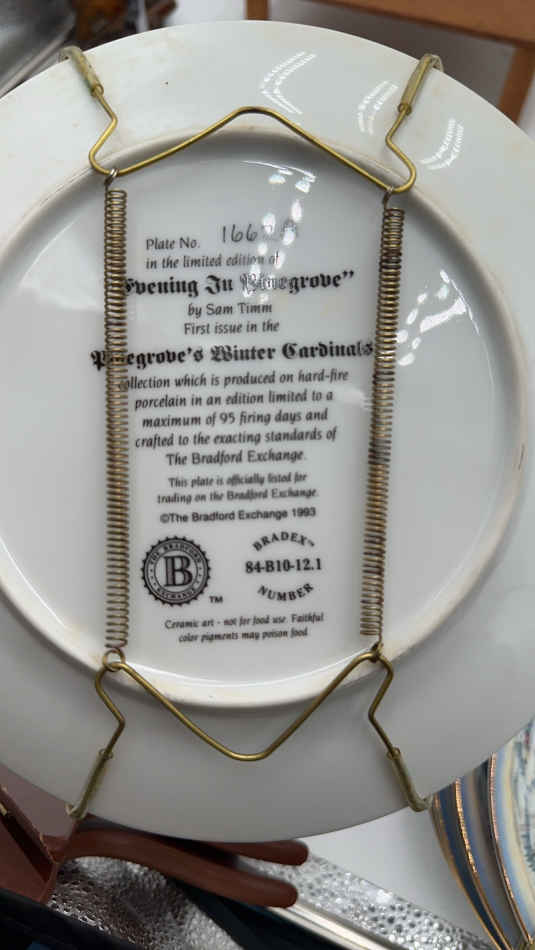 Plate No.
in the limited edition of
Evening In Pinegrove"
by Sam Timm
First issue in the
Pinegrove's Winter Cardinals
collection which is produced on hard-fire
porcelain in an edition limited to a
maximum of 95 firing days and
crafted to the exacting standards of
The Bradford Exchange.
This plate is officially listed for
trading on the Bradford Exchange.
©The Bradford Exchange 1993
THE BRADFORD
B
EXCHANGE
TM
BRADEX™
84-B10-12.1
NUMBER
Ceramic art - not for food use. Faithful
color pigments may poison food.